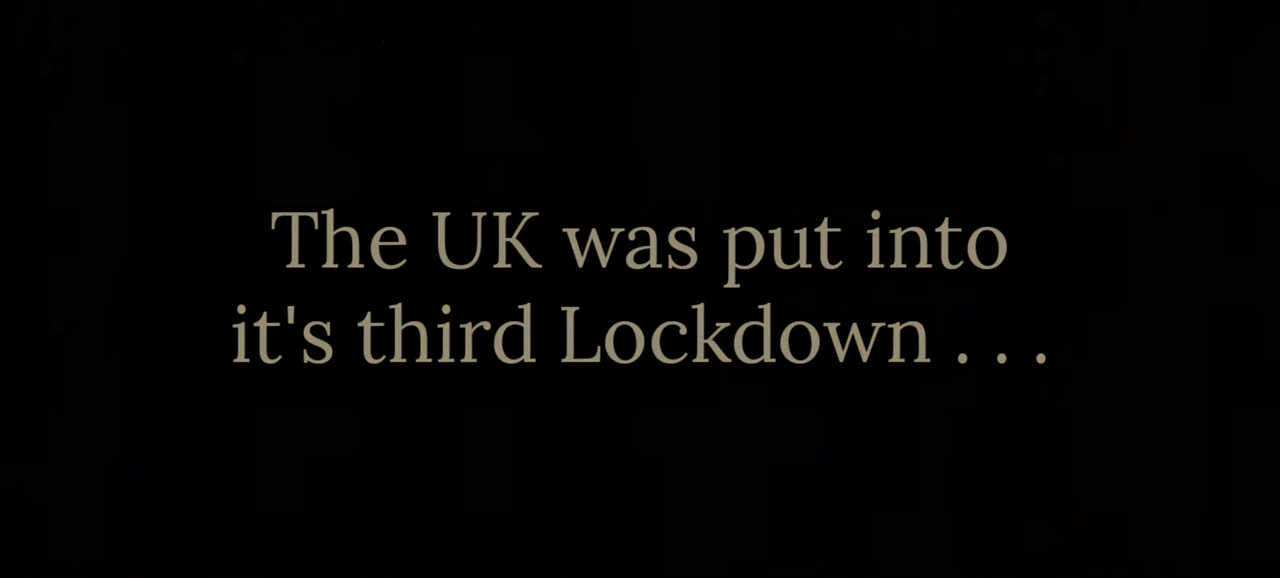 The UK was put into
it's third Lockdown . . .